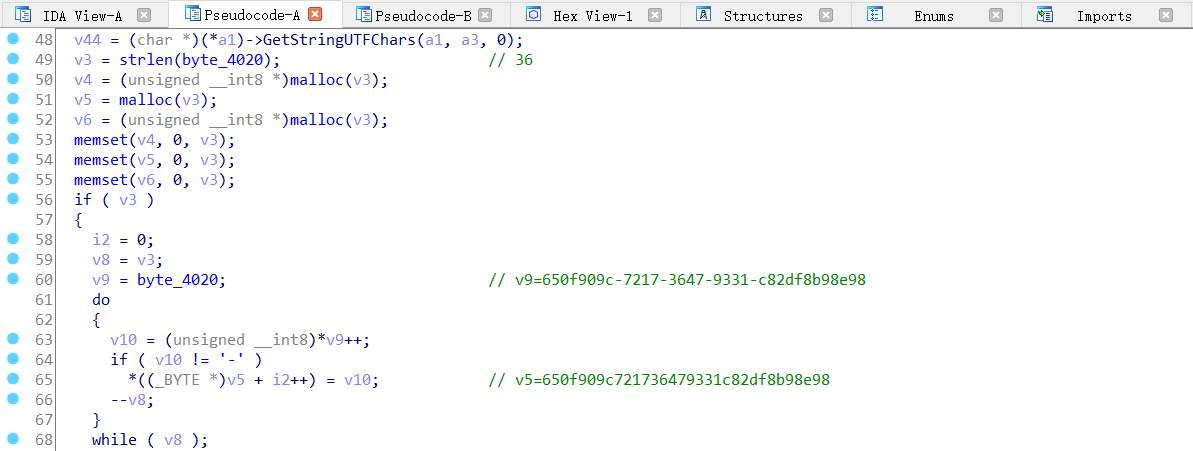 IDA View-A Pseudocode-A Pseudocode-B Hex View-1 Structures Enums Imports
48 v44 = (char *)(*a1)->GetStringUTFChars(a1, a3, 0);
49 v3 = strlen(byte_4020); // 36
50 v4 = (unsigned __int8 *)malloc(v3);
51 v5 = malloc(v3);
52 v6 = (unsigned __int8 *)malloc(v3);
53 memset(v4, 0, v3);
54 memset(v5, 0, v3);
55 memset(v6, 0, v3);
56 if ( v3 )
57 {
58 i2 = 0;
59 v8 = v3;
60 v9 = byte_4020; // v9=650f909c-7217-3647-9331-c82df8b98e98
61 do
62 {
63 v10 = (unsigned __int8)*v9++;
64 if ( v10 != '-' )
65 *((_BYTE *)v5 + i2++) = v10; // v5=650f909c721736479331c82df8b98e98
66 --v8;
67 }
68 while ( v8 );